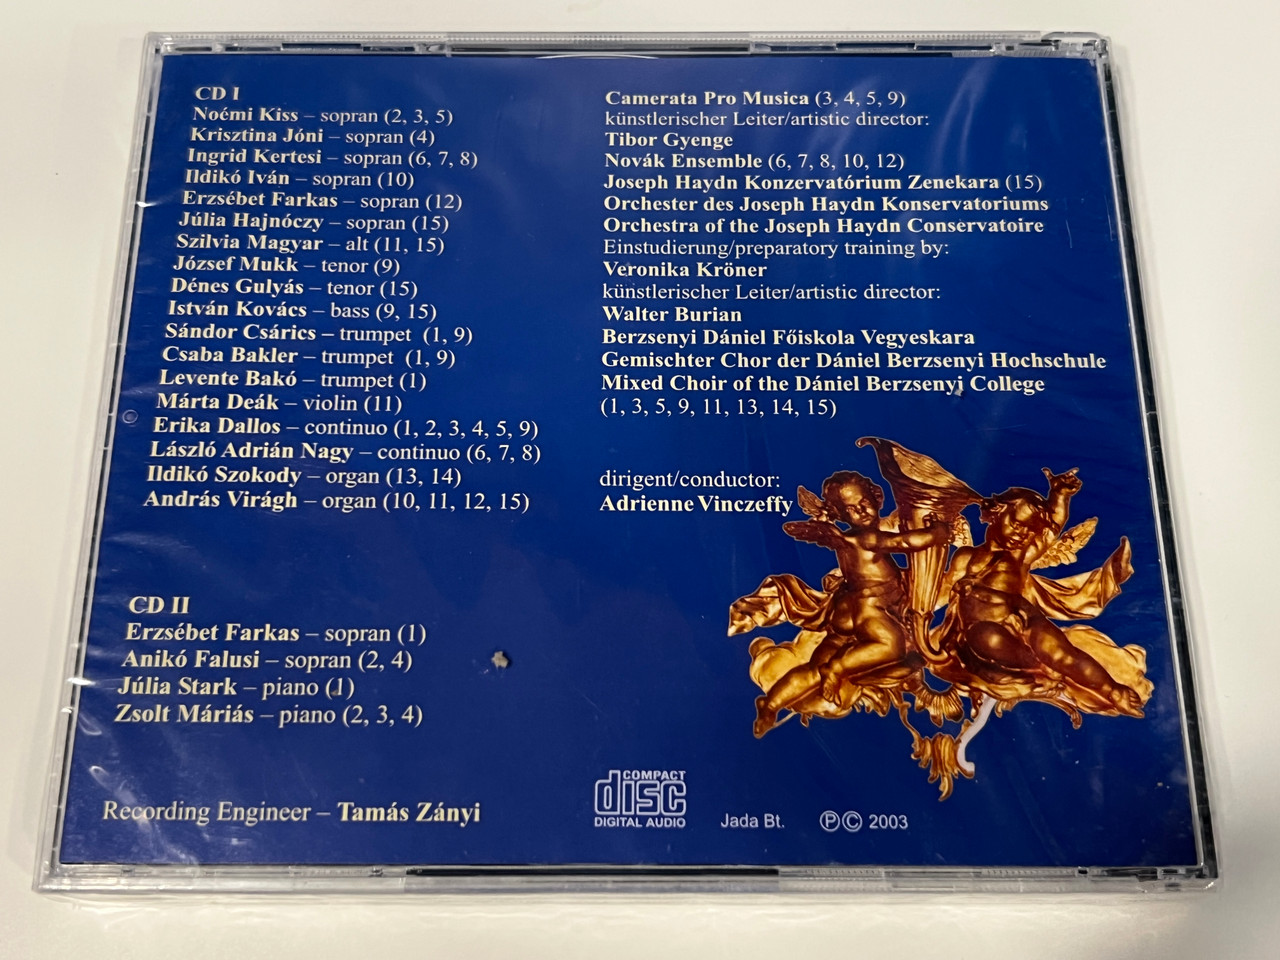 CD I
Noémi Kiss – sopran (2, 3, 5)
Krisztina Jóni – sopran (4)
Ingrid Kertesi – sopran (6, 7, 8)
Ildikó Iván – sopran (10)
Erzsébet Farkas – sopran (12)
Júlia Hajnóczy – sopran (15)
Szilvia Magyar – alt (11, 15)
József Mukk – tenor (9)
Dénes Gulyás – tenor (15)
István Kovács – bass (9, 15)
Sándor Csárics – trumpet (1, 9)
Csaba Bakler – trumpet (1, 9)
Levente Bakó – trumpet (1)
Márta Deák – violin (11)
Erika Dallos – continuo (1, 2, 3, 4, 5, 9)
László Adrián Nagy – continuo (6, 7, 8)
Ildikó Szokody – organ (13, 14)
András Virágh – organ (10, 11, 12, 15)
CD II
Erzsébet Farkas – sopran (1)
Anikó Falusi – sopran (2, 4)
Júlia Stark – piano (1)
Zsolt Máriás – piano (2, 3, 4)
Recording Engineer – Tamás Zányi
Camerata Pro Musica (3, 4, 5, 9)
künstlerischer Leiter/artistic director:
Tibor Gyenge
Novák Ensemble (6, 7, 8, 10, 12)
Joseph Haydn Konzervatórium Zenekara (15)
Orchester des Joseph Haydn Konservatoriums
Orchestra of the Joseph Haydn Conservatoire
Einstudierung/preparatory training by:
Veronika Kröner
künstlerischer Leiter/artistic director:
Walter Burian
Berzsenyi Dániel Főiskola Vegyeskara
Gemischter Chor der Dániel Berzsenyi Hochschule
Mixed Choir of the Dániel Berzsenyi College
(1, 3, 5, 9, 11, 13, 14, 15)
dirigent/conductor:
Adrienne Vinczeffy
COMPACT
disc
DIGITAL AUDIO
Jada Bt.
ⓅⒸ 2003